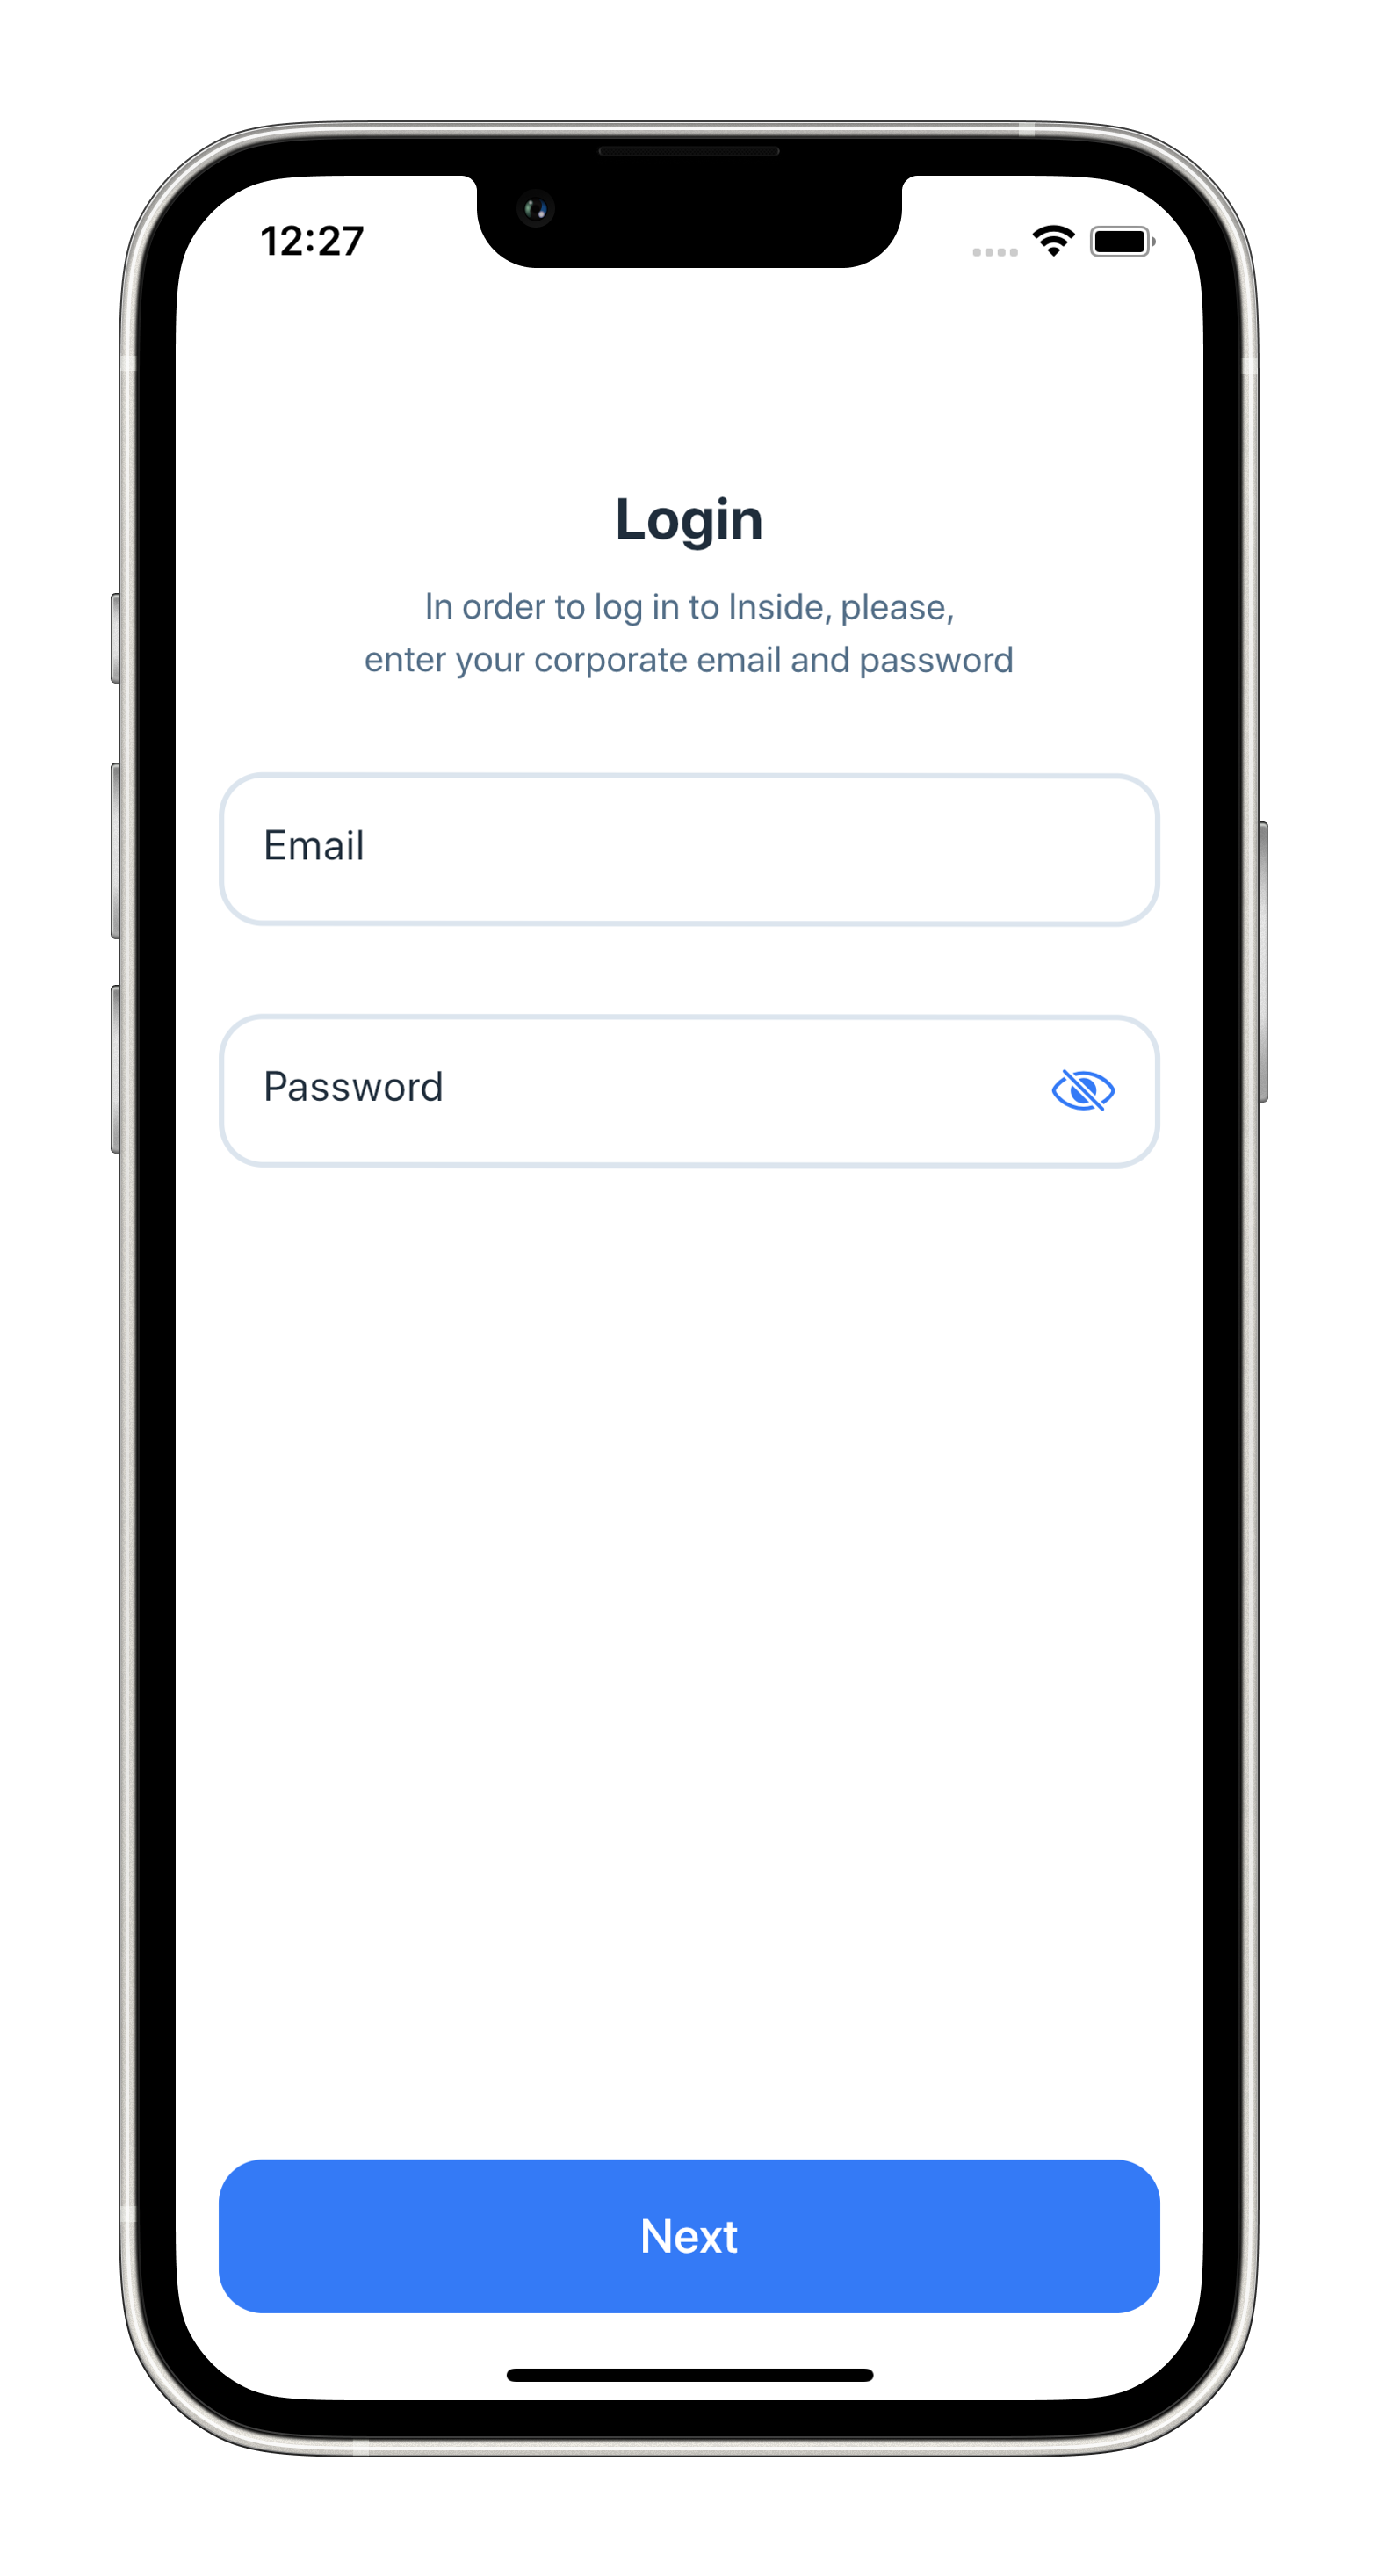 12:27
Login
In order to log in to Inside, please,
enter your corporate email and password
Email
Password
Next